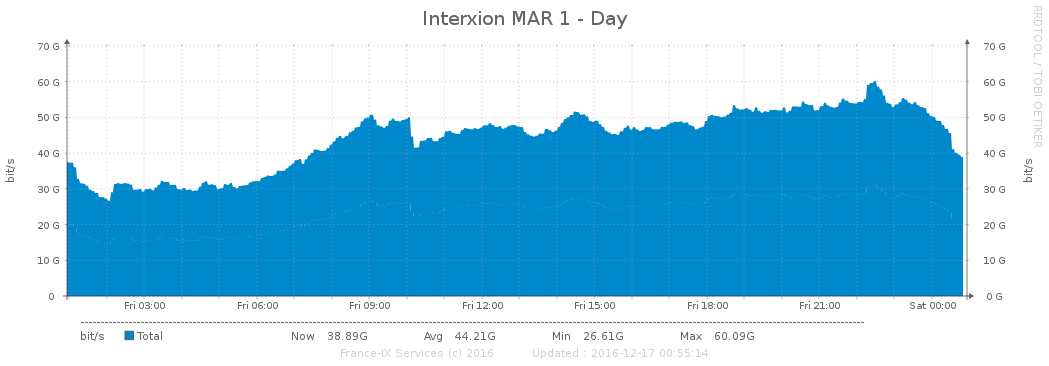 Interxion MAR 1 - Day
RRDTOOL / TOBI OETIKER
70 G 70 G
60 G 60 G
50 G 50 G
40 G 40 G
30 G 30 G
20 G 20 G
10 G 10 G
0 0 G
bit/s bit/s
Fri 03:00 Fri 06:00 Fri 09:00 Fri 12:00 Fri 15:00 Fri 18:00 Fri 21:00 Sat 00:00
bit/s Total Now 38.89G Avg 44.21G Min 26.61G Max 60.09G
France-IX Services (c) 2016 Updated : 2016-12-17 00:55:14